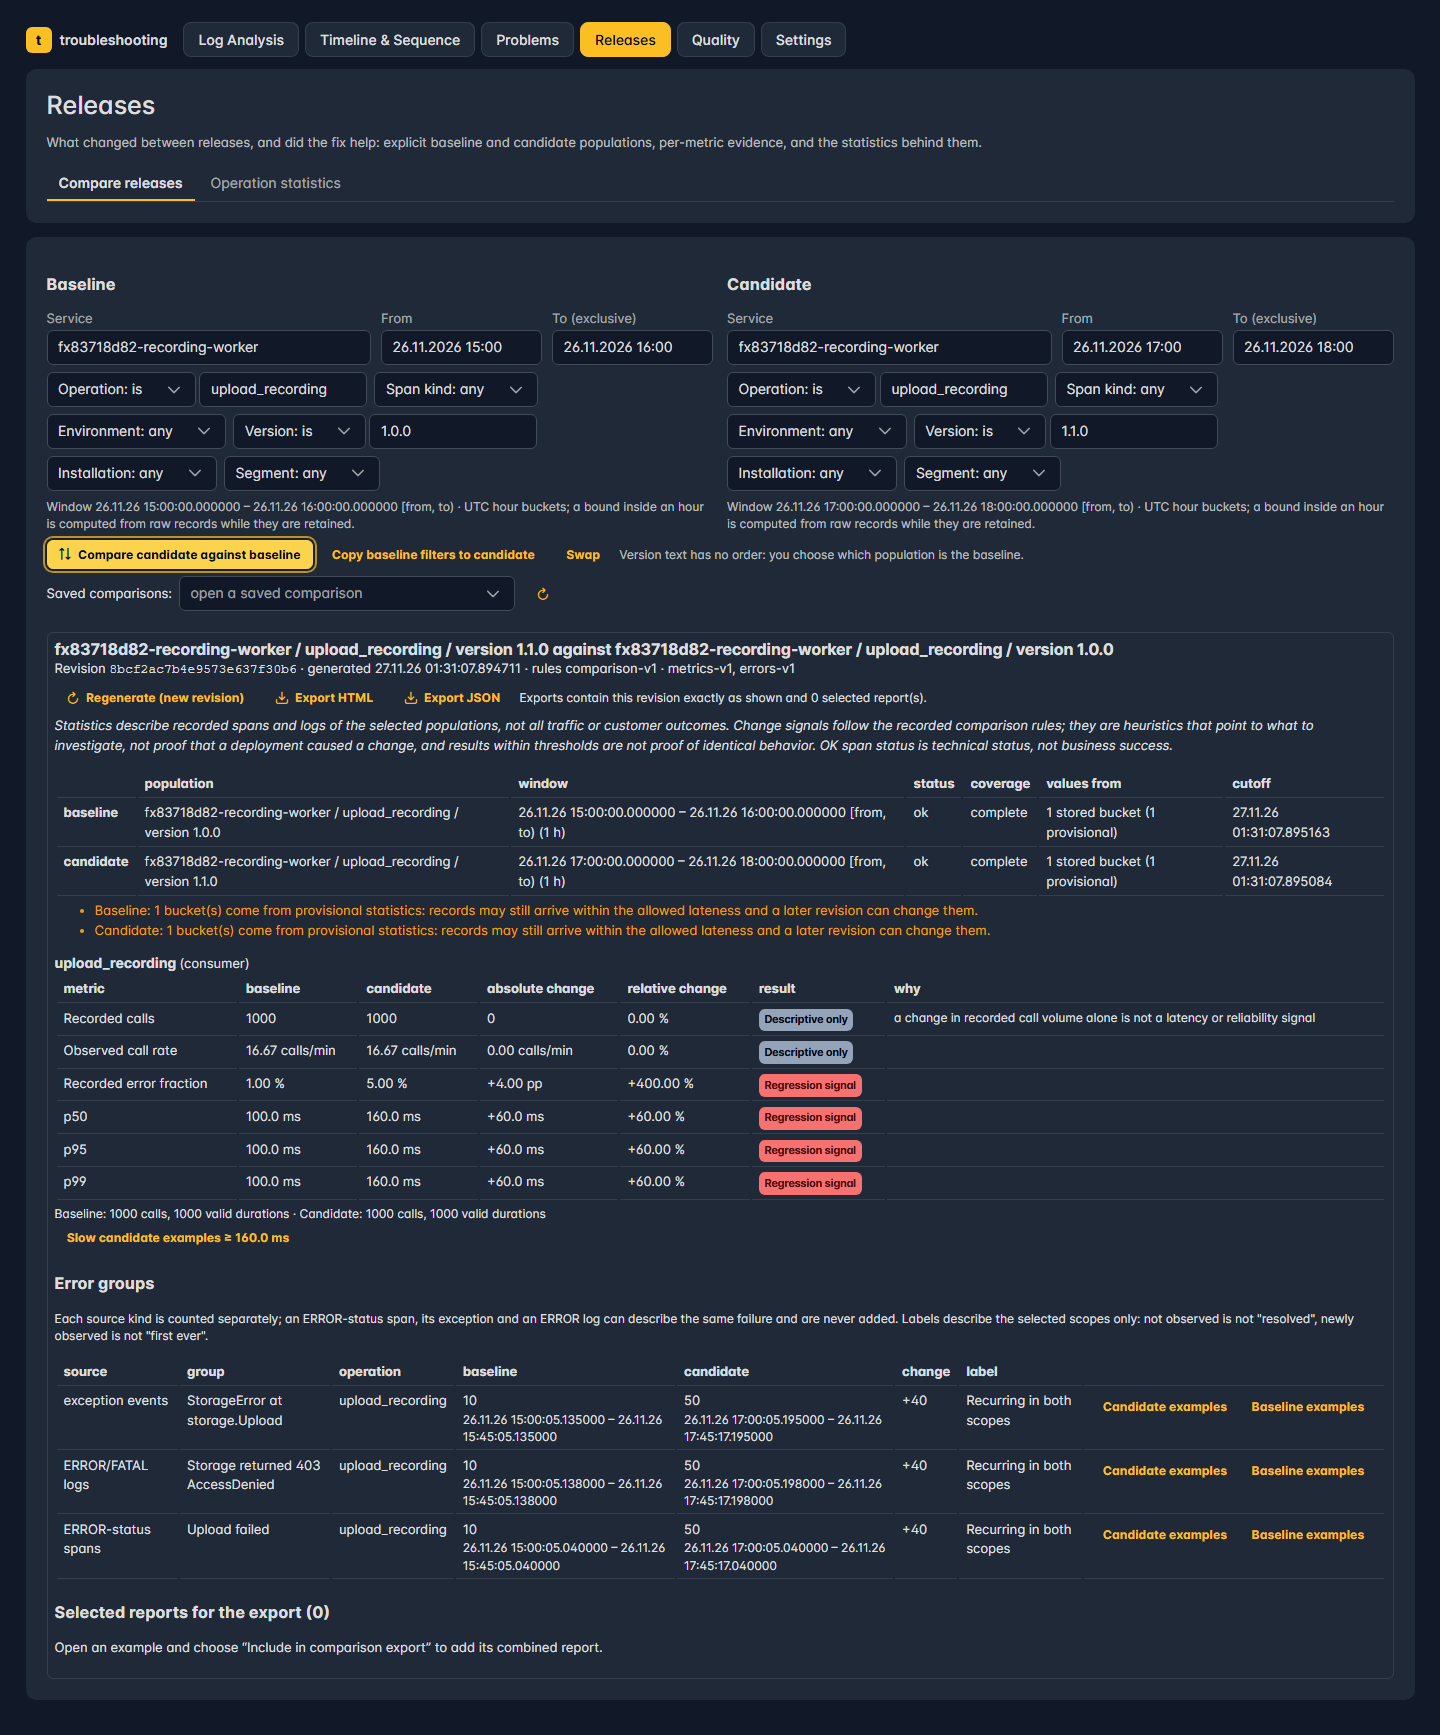 t troubleshooting Log Analysis Timeline & Sequence Problems Releases Quality Settings
Releases
What changed between releases, and did the fix help: explicit baseline and candidate populations, per-metric evidence, and the statistics behind them.
Compare releases Operation statistics
Baseline
Service From To (exclusive)
fx83718d82-recording-worker 26.11.2026 15:00 26.11.2026 16:00
Operation: is upload_recording Span kind: any
Environment: any Version: is 1.0.0
Installation: any Segment: any
Window 26.11.26 15:00:00.000000 – 26.11.26 16:00:00.000000 [from, to) · UTC hour buckets; a bound inside an hour
is computed from raw records while they are retained.
Candidate
Service From To (exclusive)
fx83718d82-recording-worker 26.11.2026 17:00 26.11.2026 18:00
Operation: is upload_recording Span kind: any
Environment: any Version: is 1.1.0
Installation: any Segment: any
Window 26.11.26 17:00:00.000000 – 26.11.26 18:00:00.000000 [from, to) · UTC hour buckets; a bound inside an hour
is computed from raw records while they are retained.
Compare candidate against baseline Copy baseline filters to candidate Swap Version text has no order: you choose which population is the baseline.
Saved comparisons: open a saved comparison
fx83718d82-recording-worker / upload_recording / version 1.1.0 against fx83718d82-recording-worker / upload_recording / version 1.0.0
Revision 8bcf2ac7b4e9573e637f30b6 · generated 27.11.26 01:31:07.894711 · rules comparison-v1 · metrics-v1, errors-v1
Regenerate (new revision) Export HTML Export JSON Exports contain this revision exactly as shown and 0 selected report(s).
Statistics describe recorded spans and logs of the selected populations, not all traffic or customer outcomes. Change signals follow the recorded comparison rules; they are heuristics that point to what to
investigate, not proof that a deployment caused a change, and results within thresholds are not proof of identical behavior. OK span status is technical status, not business success.
population window status coverage values from cutoff
baseline fx83718d82-recording-worker / upload_recording / 26.11.26 15:00:00.000000 – 26.11.26 16:00:00.000000 [from, ok complete 1 stored bucket (1 27.11.26
version 1.0.0 to) (1 h) provisional) 01:31:07.895163
candidate fx83718d82-recording-worker / upload_recording / 26.11.26 17:00:00.000000 – 26.11.26 18:00:00.000000 [from, ok complete 1 stored bucket (1 27.11.26
version 1.1.0 to) (1 h) provisional) 01:31:07.895084
• Baseline: 1 bucket(s) come from provisional statistics: records may still arrive within the allowed lateness and a later revision can change them.
• Candidate: 1 bucket(s) come from provisional statistics: records may still arrive within the allowed lateness and a later revision can change them.
upload_recording (consumer)
metric baseline candidate absolute change relative change result why
Recorded calls 1000 1000 0 0.00 % Descriptive only a change in recorded call volume alone is not a latency or reliability signal
Observed call rate 16.67 calls/min 16.67 calls/min 0.00 calls/min 0.00 % Descriptive only
Recorded error fraction 1.00 % 5.00 % +4.00 pp +400.00 % Regression signal
p50 100.0 ms 160.0 ms +60.0 ms +60.00 % Regression signal
p95 100.0 ms 160.0 ms +60.0 ms +60.00 % Regression signal
p99 100.0 ms 160.0 ms +60.0 ms +60.00 % Regression signal
Baseline: 1000 calls, 1000 valid durations · Candidate: 1000 calls, 1000 valid durations
Slow candidate examples ≥ 160.0 ms
Error groups
Each source kind is counted separately; an ERROR-status span, its exception and an ERROR log can describe the same failure and are never added. Labels describe the selected scopes only: not observed is not "resolved", newly
observed is not "first ever".
source group operation baseline candidate change label
exception events StorageError at upload_recording 10 50 +40 Recurring in both Candidate examples Baseline examples
storage.Upload 26.11.26 15:00:05.135000 – 26.11.26 26.11.26 17:00:05.195000 – 26.11.26 scopes
15:45:05.135000 17:45:17.195000
ERROR/FATAL Storage returned 403 upload_recording 10 50 +40 Recurring in both Candidate examples Baseline examples
logs AccessDenied 26.11.26 15:00:05.138000 – 26.11.26 26.11.26 17:00:05.198000 – 26.11.26 scopes
15:45:05.138000 17:45:17.198000
ERROR-status Upload failed upload_recording 10 50 +40 Recurring in both Candidate examples Baseline examples
spans 26.11.26 15:00:05.040000 – 26.11.26 26.11.26 17:00:05.040000 – 26.11.26 scopes
15:45:05.040000 17:45:17.040000
Selected reports for the export (0)
Open an example and choose “Include in comparison export” to add its combined report.